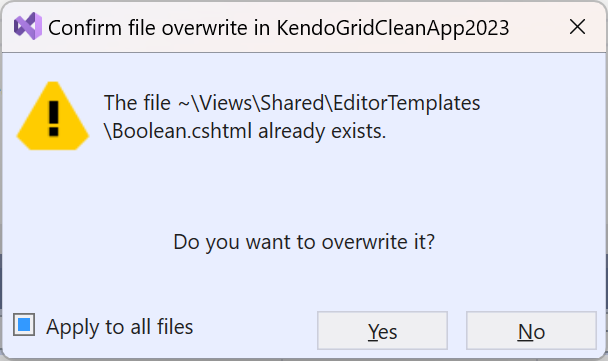 Confirm file overwrite in KendoGridCleanApp2023
The file ~\Views\Shared\EditorTemplates
\Boolean.cshtml already exists.
Do you want to overwrite it?
Apply to all files
Yes
No